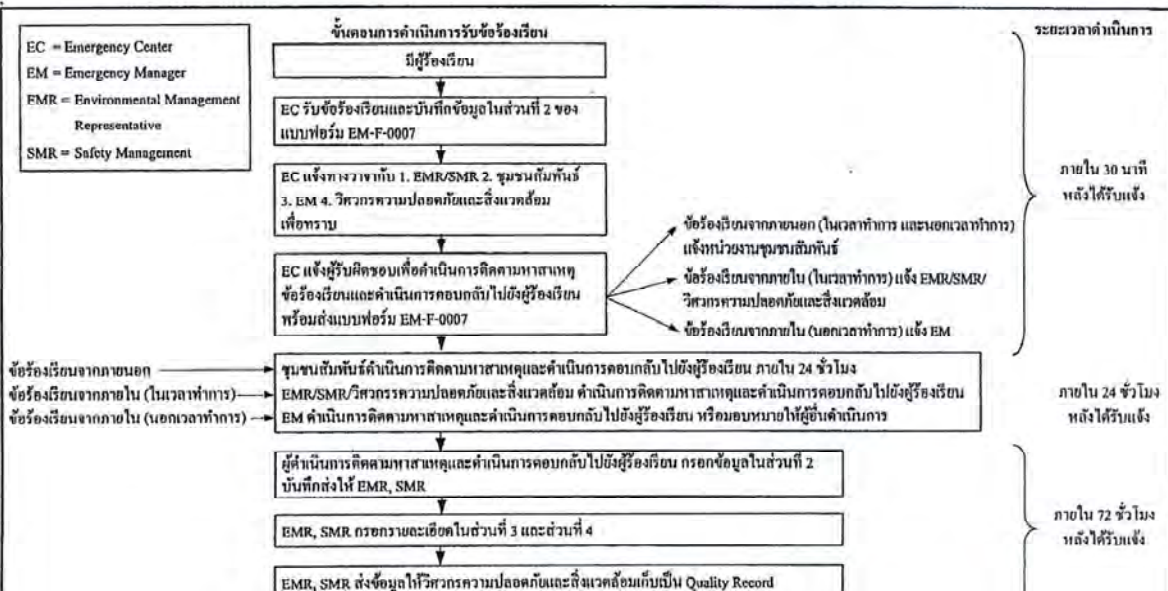 EC = Emergency Center
EM = Emergency Manager
EMR = Environmental Management
Representative
SMR = Safety Management
ขั้นตอนการดำเนินการรับข้อร้องเรียน
ระยะเวลาดำเนินการ
มีผู้ร้องเรียน
EC รับข้อร้องเรียนและบันทึกข้อมูลในส่วนที่ 2 ของ
แบบฟอร์ม EM-F-0007
EC แจ้งทางวาจากับ 1. EMR/SMR 2. ชุมชนสัมพันธ์
3. EM 4. วิศวกรความปลอดภัยและสิ่งแวดล้อม
เพื่อทราบ
EC แจ้งผู้รับผิดชอบเพื่อดำเนินการติดตามหาสาเหตุ
ข้อร้องเรียนและดำเนินการตอบกลับไปยังผู้ร้องเรียน
พร้อมส่งแบบฟอร์ม EM-F-0007
ข้อร้องเรียนจากภายนอก (ในเวลาทำการ และนอกเวลาทำการ)
แจ้งหน่วยงานชุมชนสัมพันธ์
ข้อร้องเรียนจากภายใน (ในเวลาทำการ) แจ้ง EMR/SMR/
วิศวกรความปลอดภัยและสิ่งแวดล้อม
ข้อร้องเรียนจากภายใน (นอกเวลาทำการ) แจ้ง EM
ภายใน 30 นาที
หลังได้รับแจ้ง
ข้อร้องเรียนจากภายนอก
ข้อร้องเรียนจากภายใน (ในเวลาทำการ)
ข้อร้องเรียนจากภายใน (นอกเวลาทำการ)
ชุมชนสัมพันธ์ดำเนินการติดตามหาสาเหตุและดำเนินการตอบกลับไปยังผู้ร้องเรียน ภายใน 24 ชั่วโมง
EMR/SMR/วิศวกรความปลอดภัยและสิ่งแวดล้อม ดำเนินการติดตามหาสาเหตุและดำเนินการตอบกลับไปยังผู้ร้องเรียน
EM ดำเนินการติดตามหาสาเหตุและดำเนินการตอบกลับไปยังผู้ร้องเรียน หรือมอบหมายให้ผู้อื่นดำเนินการ
ภายใน 24 ชั่วโมง
หลังได้รับแจ้ง
ผู้ดำเนินการติดตามหาสาเหตุและดำเนินการตอบกลับไปยังผู้ร้องเรียน กรอกข้อมูลในส่วนที่ 2
บันทึกส่งให้ EMR, SMR
EMR, SMR กรอกรายละเอียดในส่วนที่ 3 และส่วนที่ 4
EMR, SMR ส่งข้อมูลให้วิศวกรความปลอดภัยและสิ่งแวดล้อมเก็บเป็น Quality Record
ภายใน 72 ชั่วโมง
หลังได้รับแจ้ง